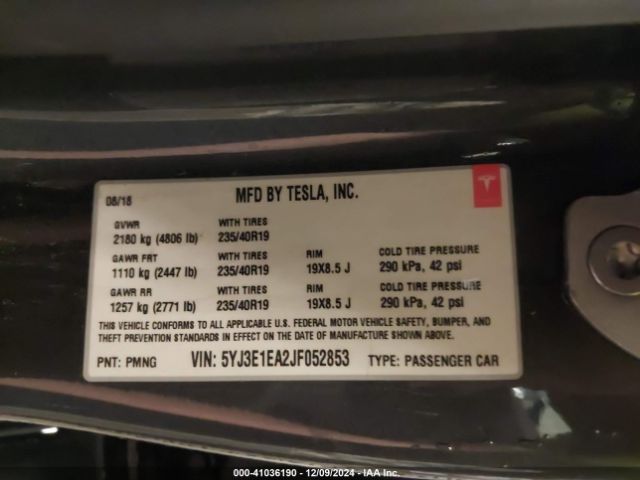 08/18 MFD BY TESLA, INC.
GVWR WITH TIRES
2180 kg (4806 lb) 235/40R19
GAWR FRT WITH TIRES RIM COLD TIRE PRESSURE
1110 kg (2447 lb) 235/40R19 19X8.5 J 290 kPa, 42 psi
GAWR RR WITH TIRES RIM COLD TIRE PRESSURE
1257 kg (2771 lb) 235/40R19 19X8.5 J 290 kPa, 42 psi
THIS VEHICLE CONFORMS TO ALL APPLICABLE U.S. FEDERAL MOTOR VEHICLE SAFETY, BUMPER, AND
THEFT PREVENTION STANDARDS IN EFFECT ON THE DATE OF MANUFACTURE SHOWN ABOVE.
PNT: PMNG VIN: 5YJ3E1EA2JF052853 TYPE: PASSENGER CAR
000-41036190 - 12/09/2024 - IAA Inc.